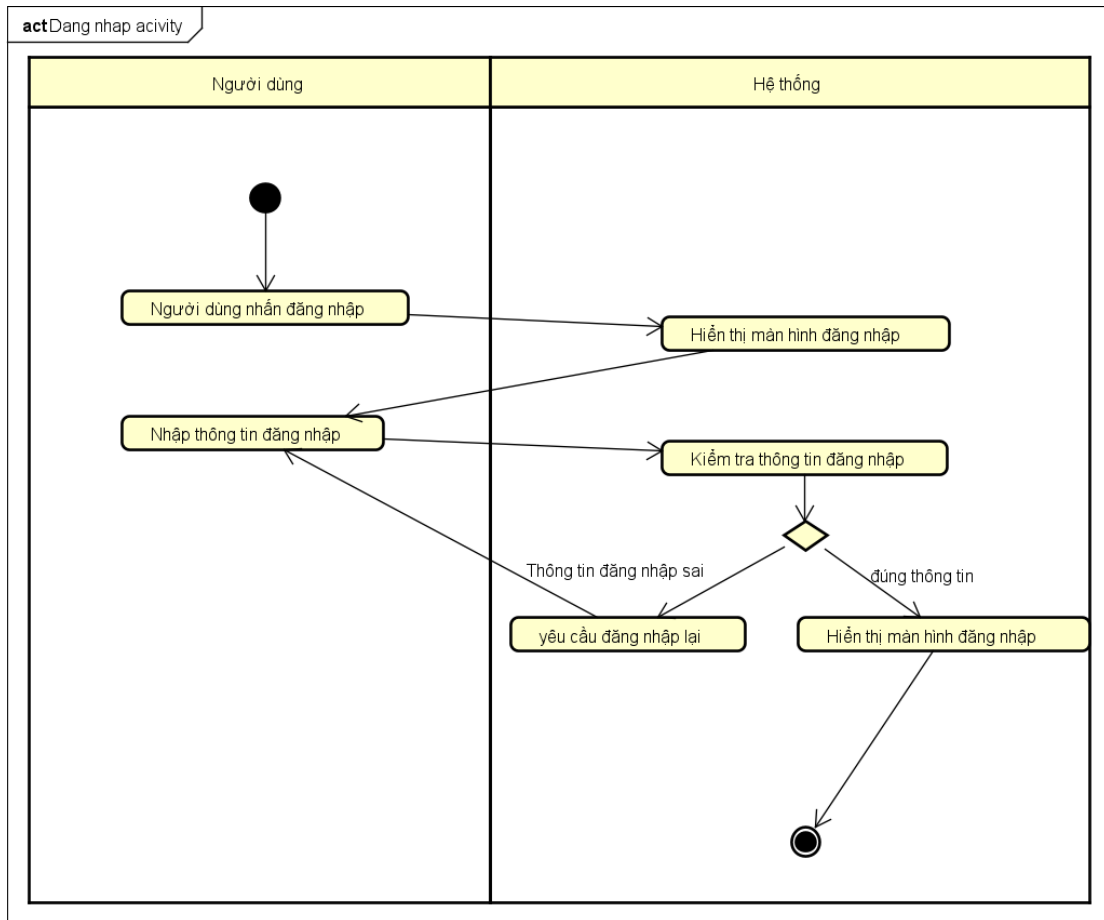 act Dang nhap acivity
Người dùng
Hệ thống
Người dùng nhấn đăng nhập
Hiển thị màn hình đăng nhập
Nhập thông tin đăng nhập
Kiểm tra thông tin đăng nhập
Thông tin đăng nhập sai
đúng thông tin
yêu cầu đăng nhập lại
Hiển thị màn hình đăng nhập